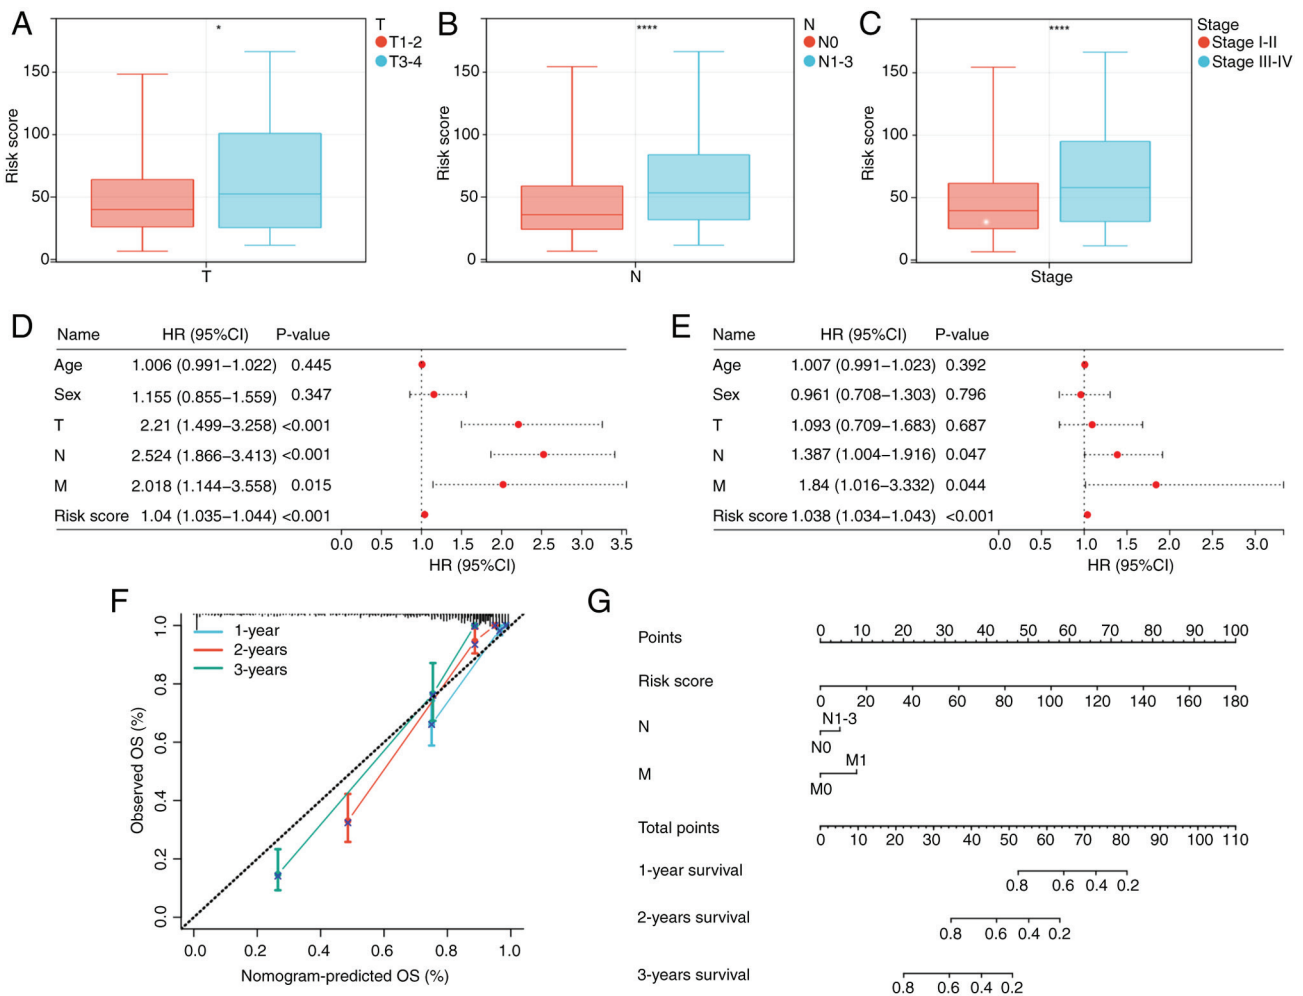 A
*
T
T1-2
T3-4
150
100
50
0
Risk score
T
B
****
N
N0
N1-3
150
100
50
0
Risk score
N
C
****
Stage
Stage I-II
Stage III-IV
150
100
50
0
Risk score
Stage
D
Name HR (95%CI) P-value
Age 1.006 (0.991–1.022) 0.445
Sex 1.155 (0.855–1.559) 0.347
T 2.21 (1.499–3.258) <0.001
N 2.524 (1.866–3.413) <0.001
M 2.018 (1.144–3.558) 0.015
Risk score 1.04 (1.035–1.044) <0.001
0.0 0.5 1.0 1.5 2.0 2.5 3.0 3.5
HR (95%CI)
E
Name HR (95%CI) P-value
Age 1.007 (0.991–1.023) 0.392
Sex 0.961 (0.708–1.303) 0.796
T 1.093 (0.709–1.683) 0.687
N 1.387 (1.004–1.916) 0.047
M 1.84 (1.016–3.332) 0.044
Risk score 1.038 (1.034–1.043) <0.001
0.0 0.5 1.0 1.5 2.0 2.5 3.0
HR (95%CI)
F
1-year
2-years
3-years
1.0
0.8
0.6
0.4
0.2
0.0
Observed OS (%)
0.0 0.2 0.4 0.6 0.8 1.0
Nomogram-predicted OS (%)
G
Points 0 10 20 30 40 50 60 70 80 90 100
Risk score 0 20 40 60 80 100 120 140 160 180
N1-3
N
N0
M1
M
M0
Total points 0 10 20 30 40 50 60 70 80 90 100 110
1-year survival 0.8 0.6 0.4 0.2
2-years survival 0.8 0.6 0.4 0.2
3-years survival 0.8 0.6 0.4 0.2